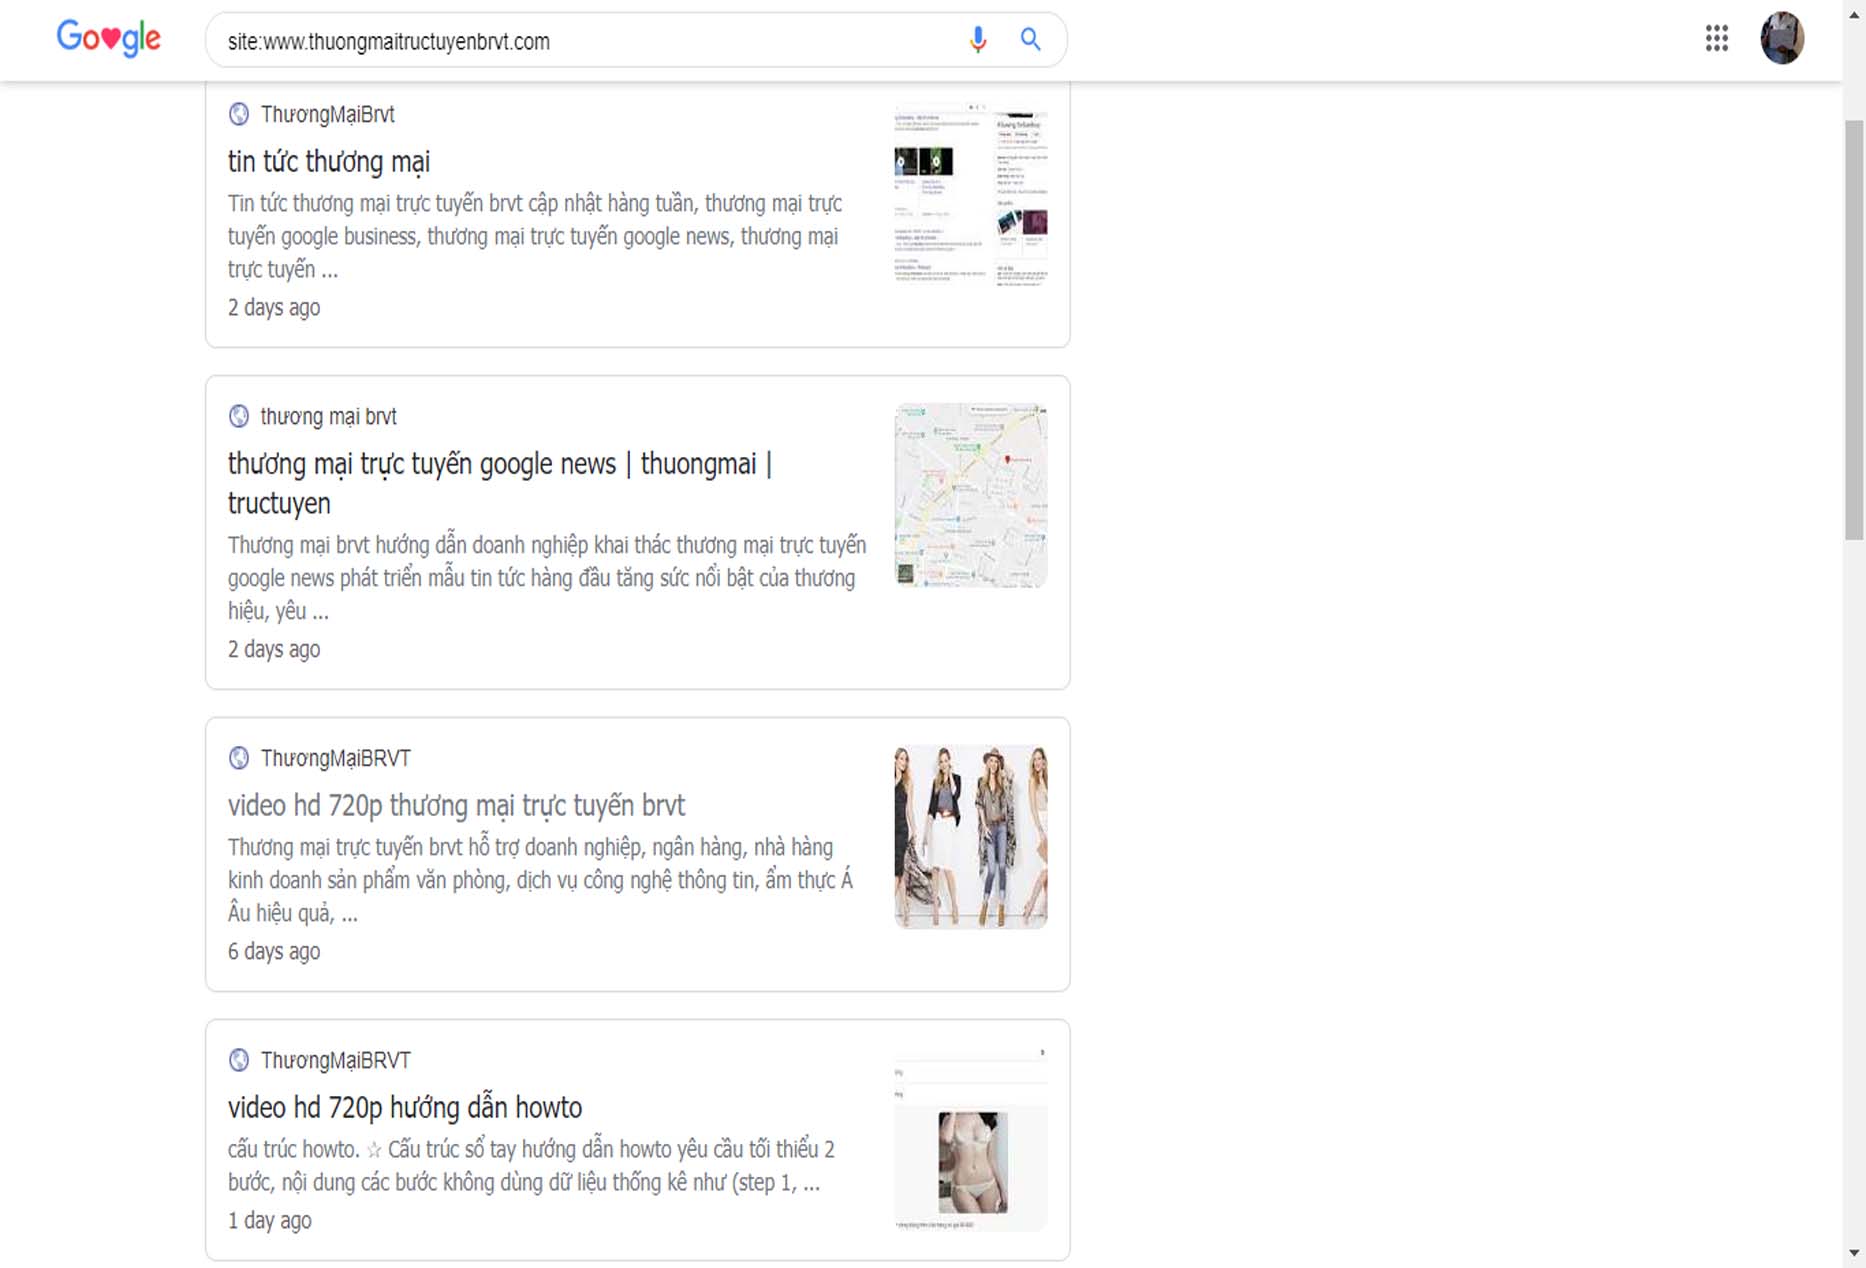 Google
site:www.thuongmaitructuyenbrvt.com
ThươngMạiBrvt
tin tức thương mại
Tin tức thương mại trực tuyến brvt cập nhật hàng tuần, thương mại trực
tuyến google business, thương mại trực tuyến google news, thương mại
trực tuyến ...
2 days ago
thương mại brvt
thương mại trực tuyến google news | thuongmai |
tructuyen
Thương mại brvt hướng dẫn doanh nghiệp khai thác thương mại trực tuyến
google news phát triển mẫu tin tức hàng đầu tăng sức nổi bật của thương
hiệu, yêu ...
2 days ago
ThươngMạiBRVT
video hd 720p thương mại trực tuyến brvt
Thương mại trực tuyến brvt hỗ trợ doanh nghiệp, ngân hàng, nhà hàng
kinh doanh sản phẩm văn phòng, dịch vụ công nghệ thông tin, ẩm thực Á
Âu hiệu quả, ...
6 days ago
ThươngMạiBRVT
video hd 720p hướng dẫn howto
cấu trúc howto. ☆ Cấu trúc sổ tay hướng dẫn howto yêu cầu tối thiểu 2
bước, nội dung các bước không dùng dữ liệu thống kê như (step 1, ...
1 day ago